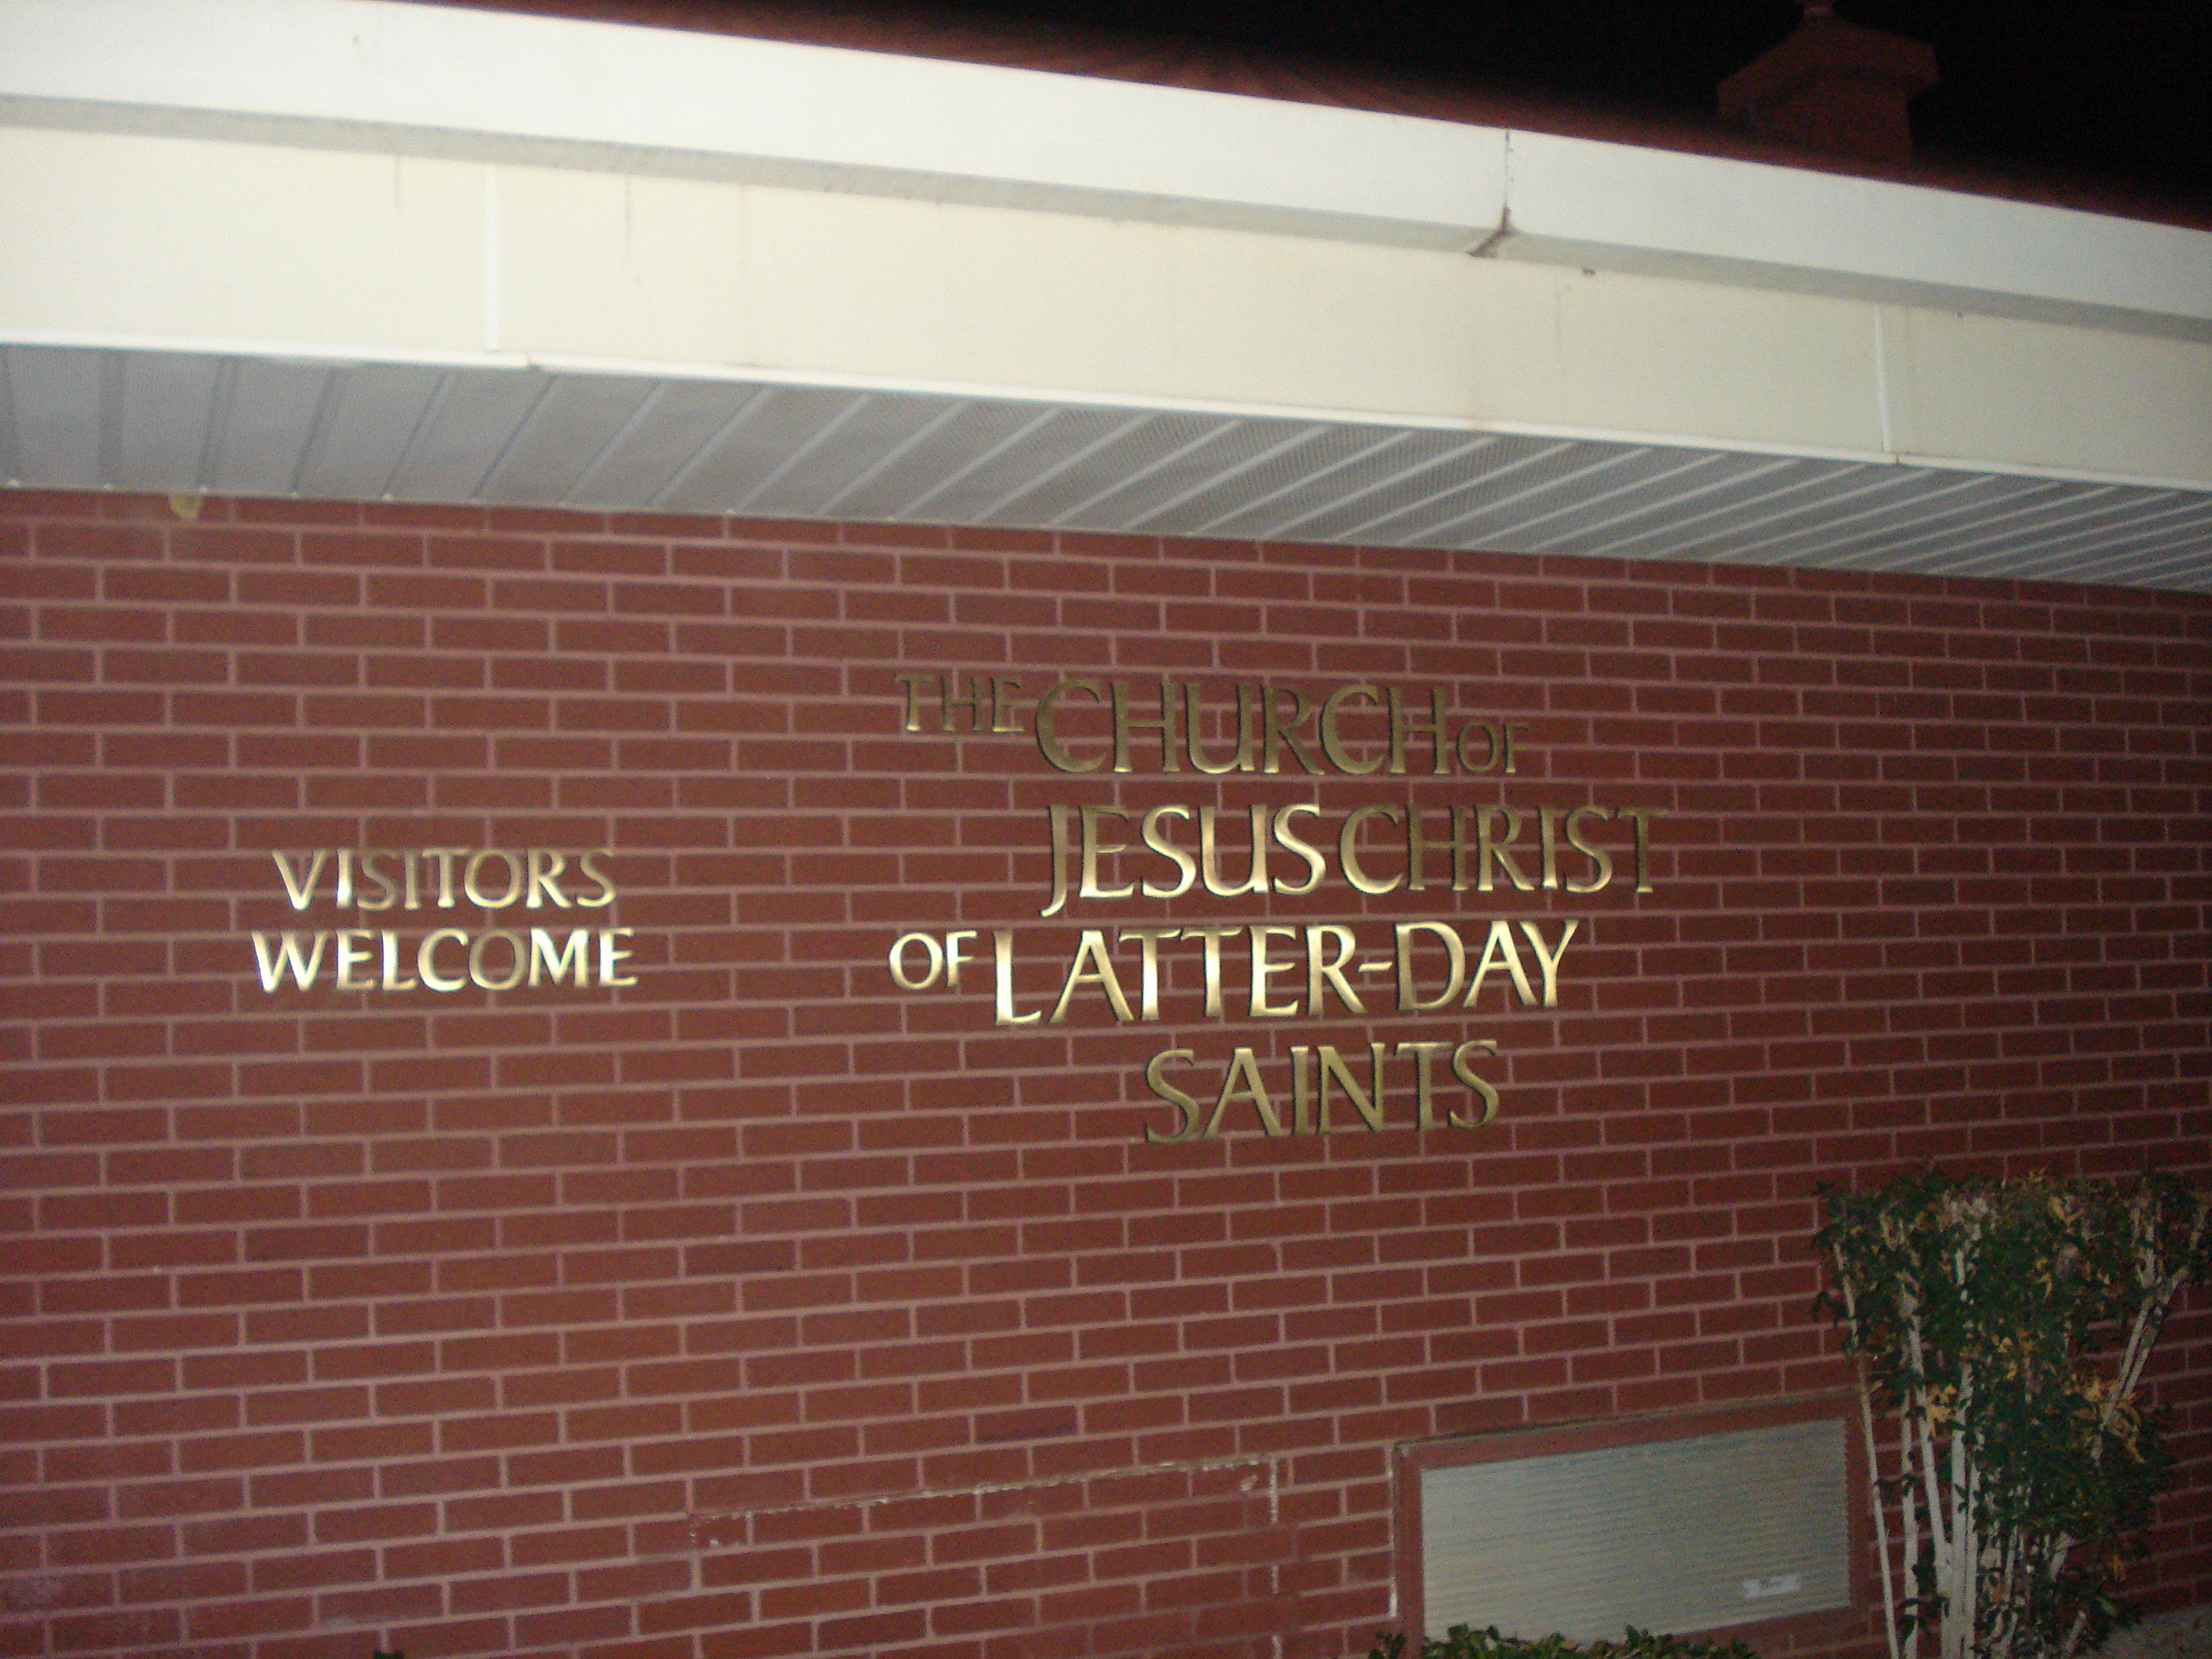 VISITORS
WELCOME
THE CHURCH OF
JESUS CHRIST
OF LATTER-DAY
SAINTS